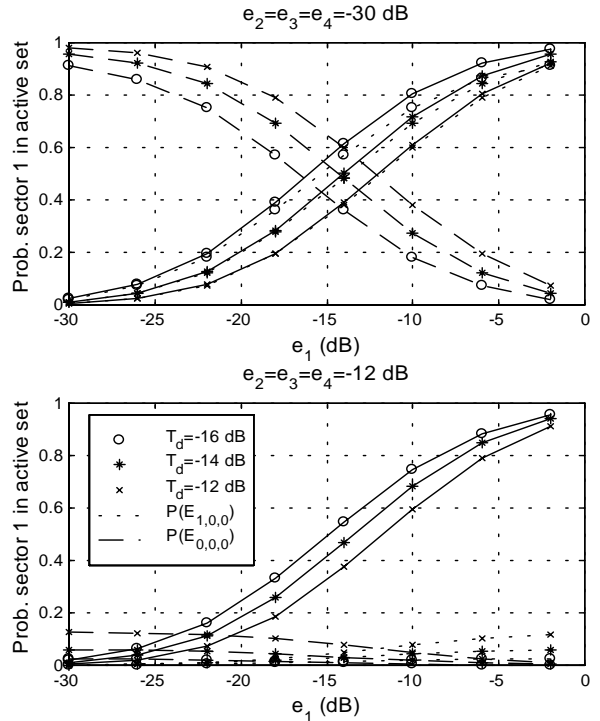 e2=e3=e4=-30 dB
1
0.8
0.6
0.4
0.2
0
Prob. sector 1 in active set
-30 -25 -20 -15 -10 -5 0
e1 (dB)
e2=e3=e4=-12 dB
1
0.8
0.6
0.4
0.2
0
Prob. sector 1 in active set
Td=-16 dB
Td=-14 dB
Td=-12 dB
P(E1,0,0)
P(E0,0,0)
-30 -25 -20 -15 -10 -5 0
e1 (dB)